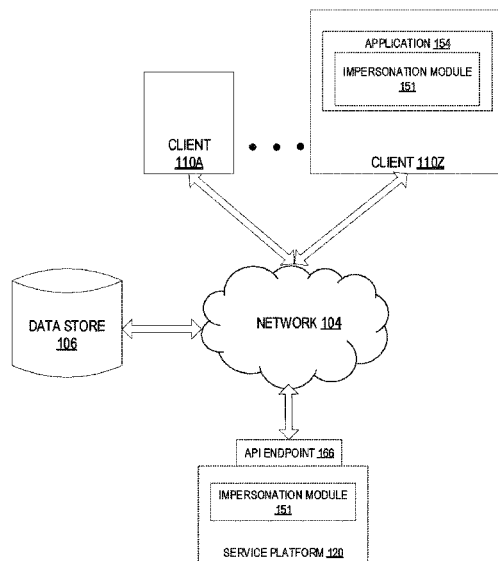 APPLICATION 154
IMPERSONATION MODULE
151
CLIENT
110A
CLIENT 110Z
DATA STORE
106
NETWORK 104
API ENDPOINT 166
IMPERSONATION MODULE
151
SERVICE PLATFORM 120